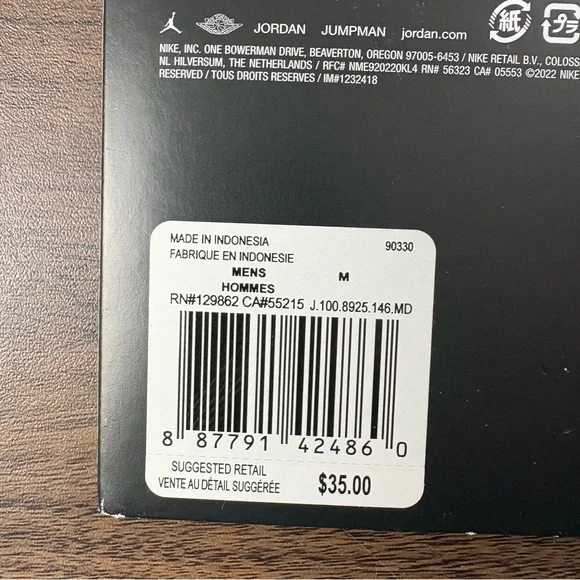 JORDAN JUMPMAN jordan.com 紙 プラ
NIKE, INC. ONE BOWERMAN DRIVE, BEAVERTON, OREGON 97005-6453 / NIKE RETAIL B.V., COLOSS
NL HILVERSUM, THE NETHERLANDS / RFC# NME920220KL4 RN# 56323 CA# 05553 ©2022 NIKE
RESERVED / TOUS DROITS RESERVES / IM#1232418
MADE IN INDONESIA 90330
FABRIQUE EN INDONESIE
MENS M
HOMMES
RN#129862 CA#55215 J.100.8925.146.MD
8 87791 42486 0
SUGGESTED RETAIL
VENTE AU DÉTAIL SUGGÉRÉE $35.00